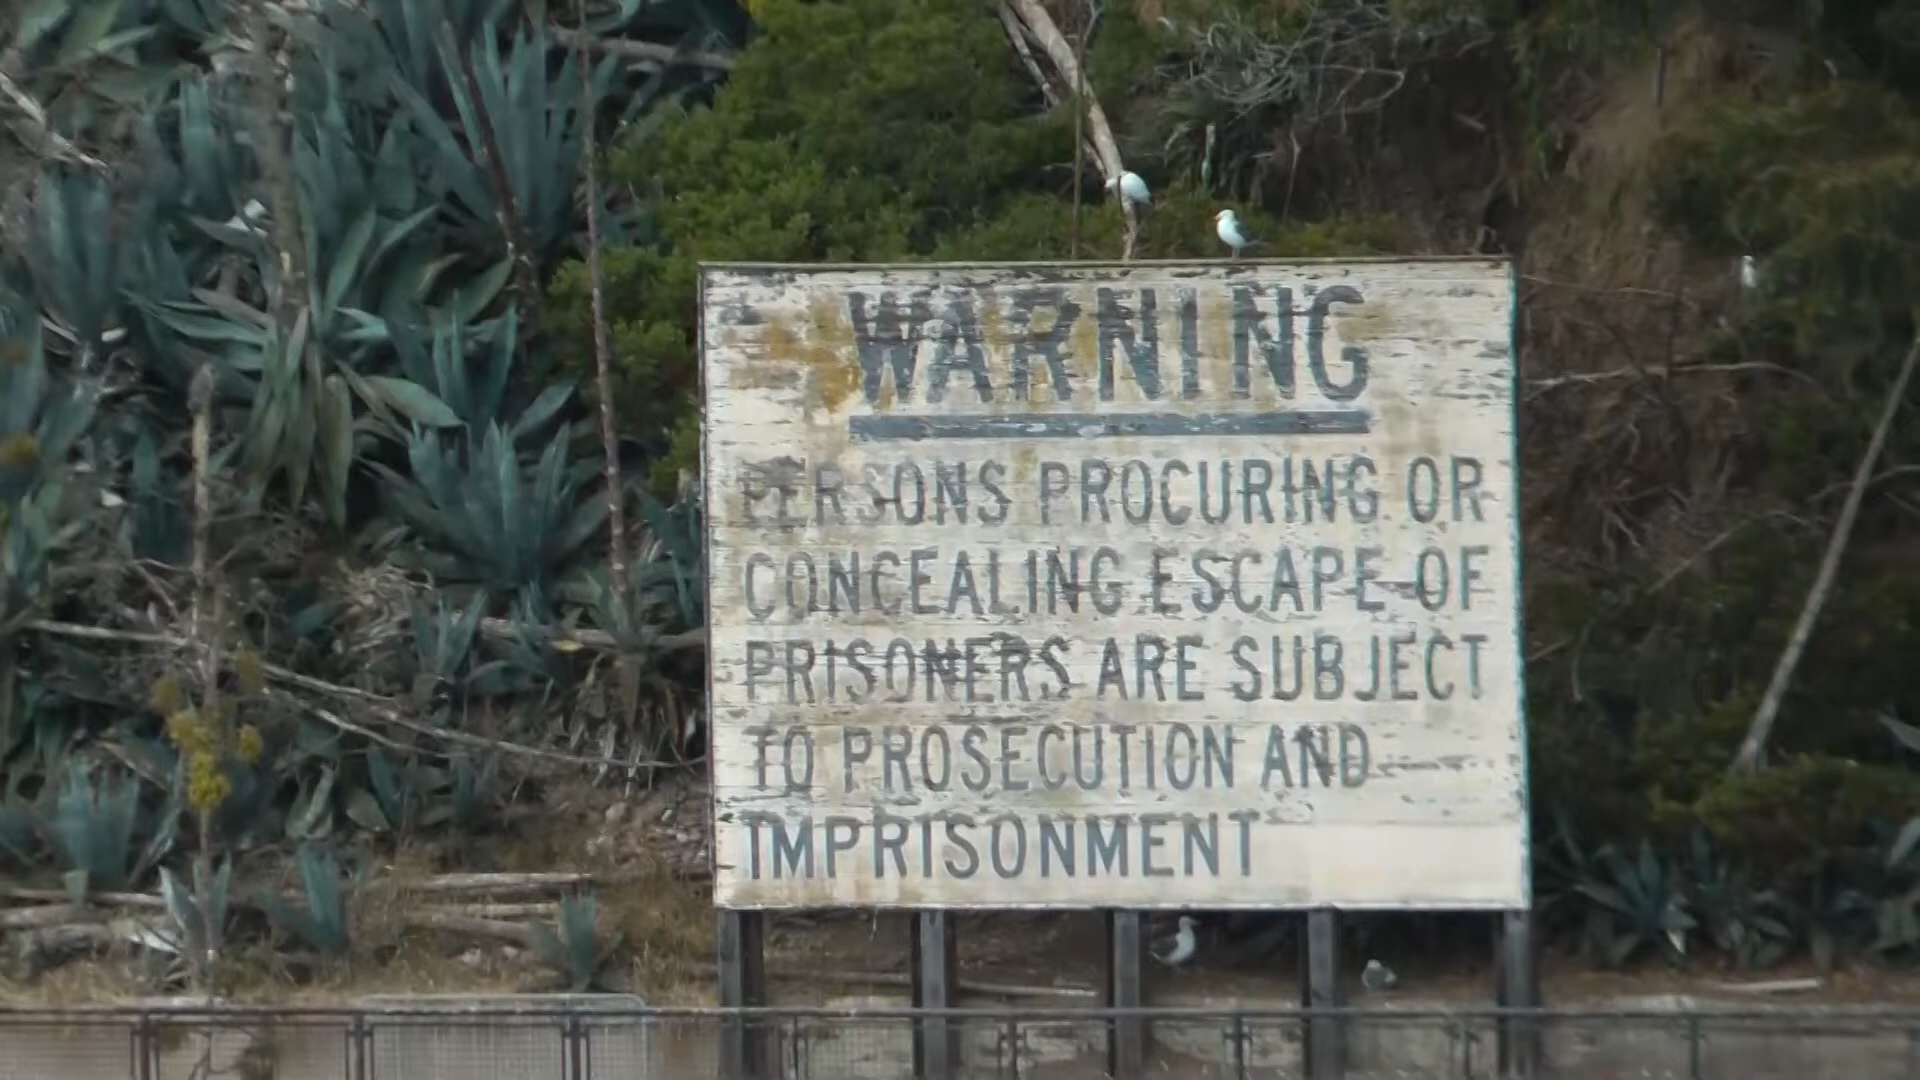 WARNING
PERSONS PROCURING OR
CONCEALING ESCAPE OF
PRISONERS ARE SUBJECT
TO PROSECUTION AND
IMPRISONMENT